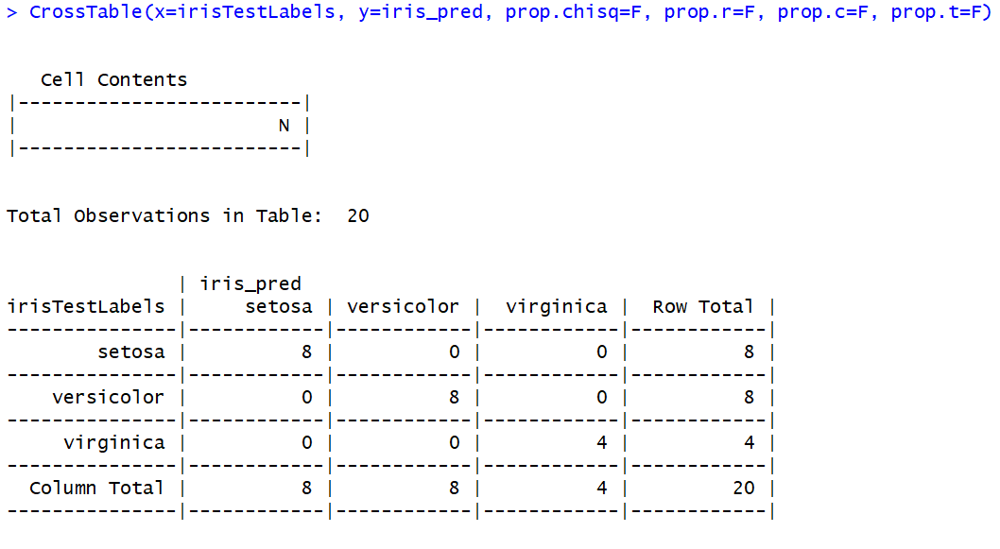 > CrossTable(x=irisTestLabels, y=iris_pred, prop.chisq=F, prop.r=F, prop.c=F, prop.t=F)
   Cell Contents
|-------------------------|
|                       N |
|-------------------------|
Total Observations in Table:  20
               | iris_pred
irisTestLabels |     setosa | versicolor |  virginica |  Row Total |
---------------|------------|------------|------------|------------|
        setosa |          8 |          0 |          0 |          8 |
---------------|------------|------------|------------|------------|
    versicolor |          0 |          8 |          0 |          8 |
---------------|------------|------------|------------|------------|
     virginica |          0 |          0 |          4 |          4 |
---------------|------------|------------|------------|------------|
  Column Total |          8 |          8 |          4 |         20 |
---------------|------------|------------|------------|------------|